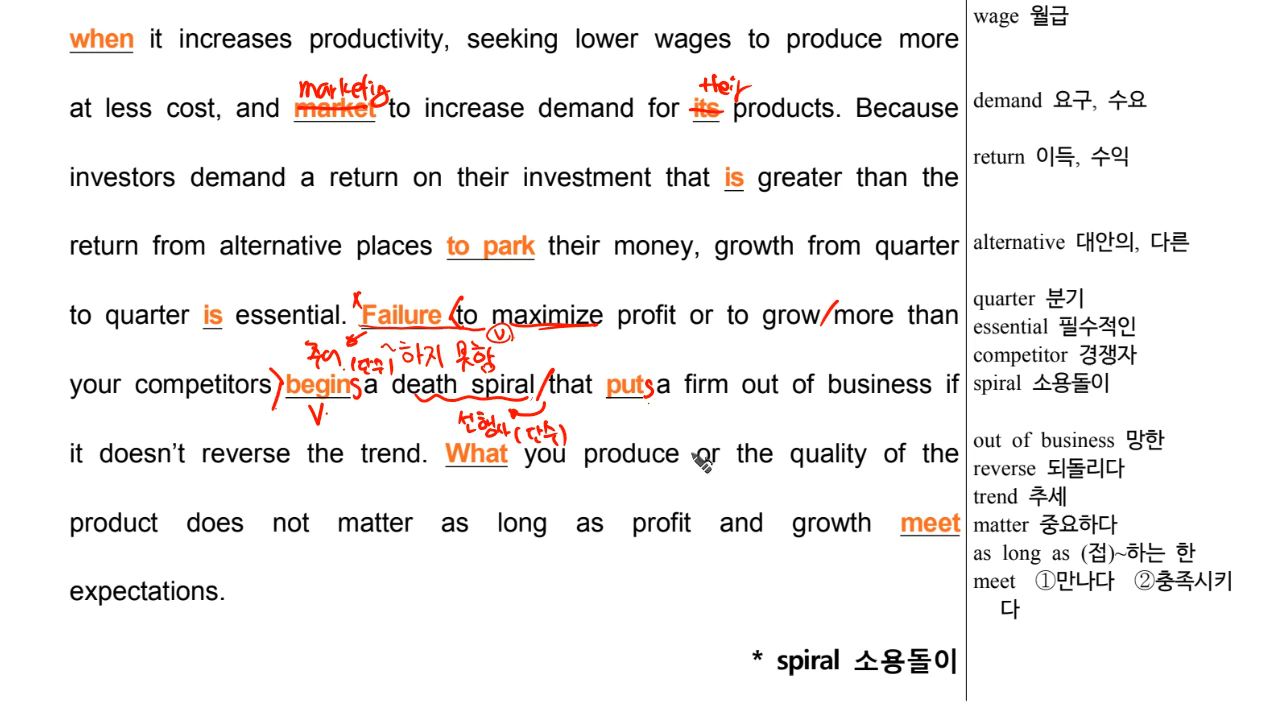 when it increases productivity, seeking lower wages to produce more
marketig
their
at less cost, and market to increase demand for its products. Because
investors demand a return on their investment that is greater than the
return from alternative places to park their money, growth from quarter
to quarter is essential. Failure (to maximize profit or to grow/more than
주어 (단수) ~하지 못함 ⓥ
your competitors) begins a death spiral/that puts a firm out of business if
V. 선행사 (단수)
it doesn't reverse the trend. What you produce or the quality of the
product does not matter as long as profit and growth meet
expectations.
* spiral 소용돌이
wage 월급
demand 요구, 수요
return 이득, 수익
alternative 대안의, 다른
quarter 분기
essential 필수적인
competitor 경쟁자
spiral 소용돌이
out of business 망한
reverse 되돌리다
trend 추세
matter 중요하다
as long as (접)~하는 한
meet ①만나다 ②충족시키
다